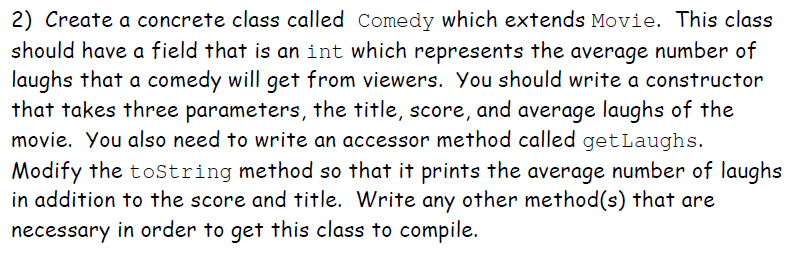 2) Create a concrete class called Comedy which extends Movie. This class
should have a field that is an int which represents the average number of
laughs that a comedy will get from viewers. You should write a constructor
that takes three parameters, the title, score, and average laughs of the
movie. You also need to write an accessor method called getLaughs.
Modify the toString method so that it prints the average number of laughs
in addition to the score and title. Write any other method(s) that are
necessary in order to get this class to compile.